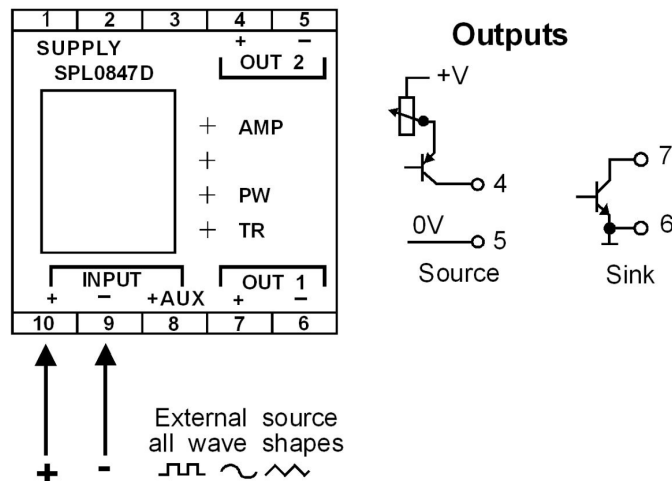 1 2 3 4 5
SUPPLY + −
SPL0847D OUT 2
+ AMP
+
+ PW
+ TR
INPUT OUT 1
+ − +AUX + −
10 9 8 7 6
+ -
External source
all wave shapes
Outputs
+V
4
0V
5
Source
7
6
Sink